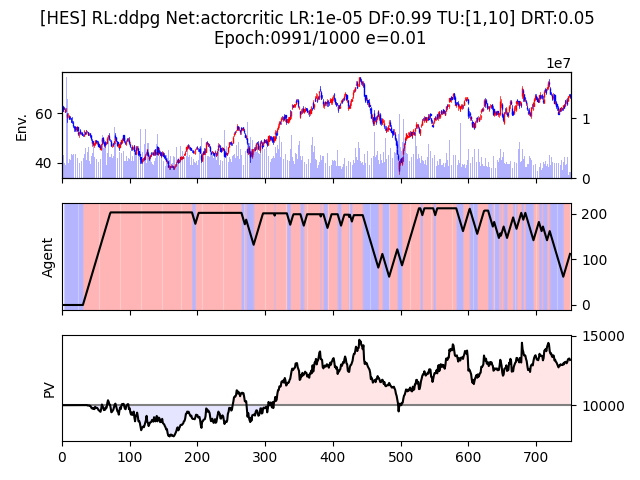 [HES] RL:ddpg Net:actorcritic LR:1e-05 DF:0.99 TU:[1,10] DRT:0.05
Epoch:0991/1000 e=0.01
1e7
Env.
60
40
1
0
Agent
200
100
0
PV
15000
10000
0 100 200 300 400 500 600 700